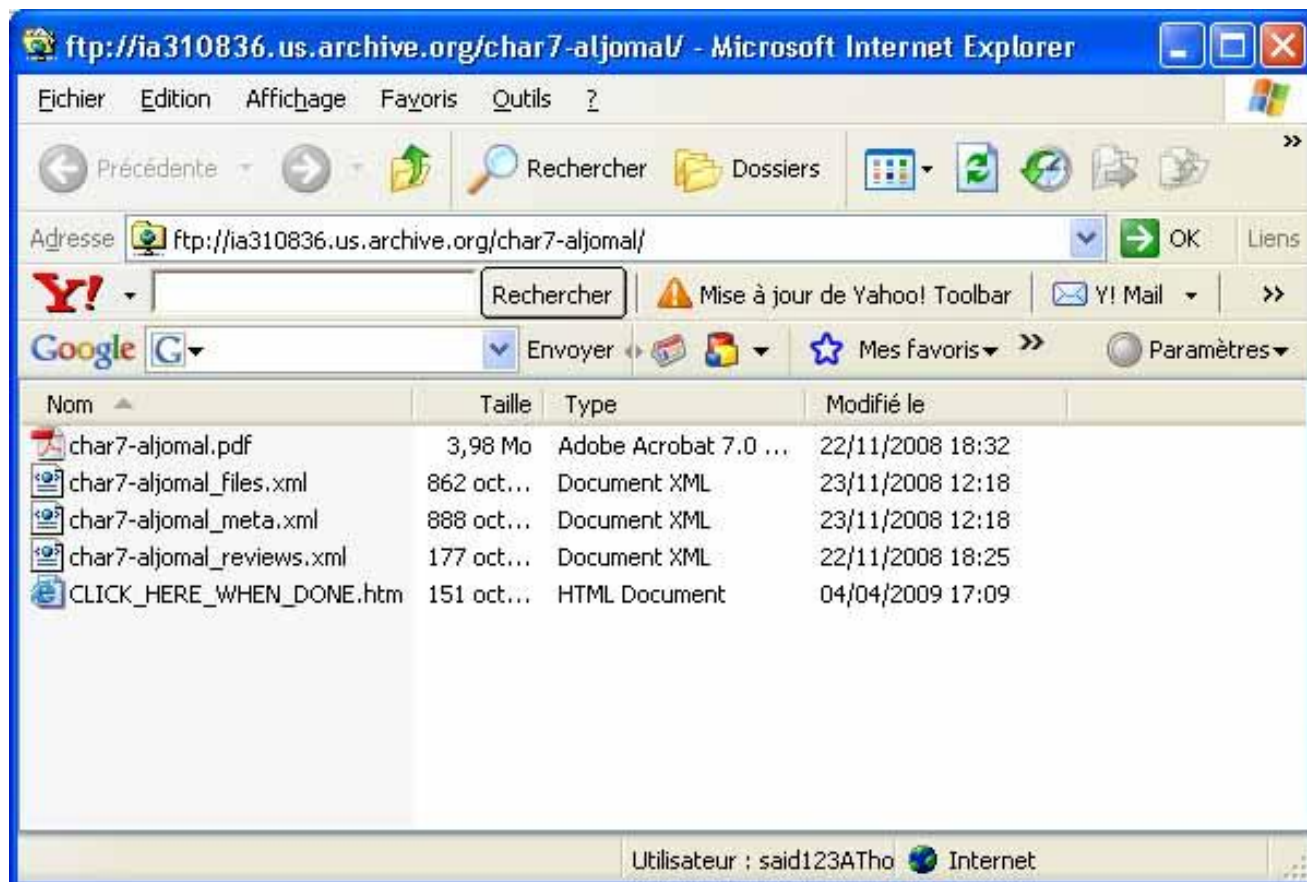 ftp://ia310836.us.archive.org/char7-aljomal/ - Microsoft Internet Explorer
Fichier Edition Affichage Favoris Outils ?
Précédente Rechercher Dossiers »
Adresse ftp://ia310836.us.archive.org/char7-aljomal/ OK Liens
Y! Rechercher Mise à jour de Yahoo! Toolbar Y! Mail »
Google G Envoyer Mes favoris » Paramètres
Nom Taille Type Modifié le
char7-aljomal.pdf 3,98 Mo Adobe Acrobat 7.0 ... 22/11/2008 18:32
char7-aljomal_files.xml 862 oct... Document XML 23/11/2008 12:18
char7-aljomal_meta.xml 888 oct... Document XML 23/11/2008 12:18
char7-aljomal_reviews.xml 177 oct... Document XML 22/11/2008 18:25
CLICK_HERE_WHEN_DONE.htm 151 oct... HTML Document 04/04/2009 17:09
Utilisateur : said123ATho Internet